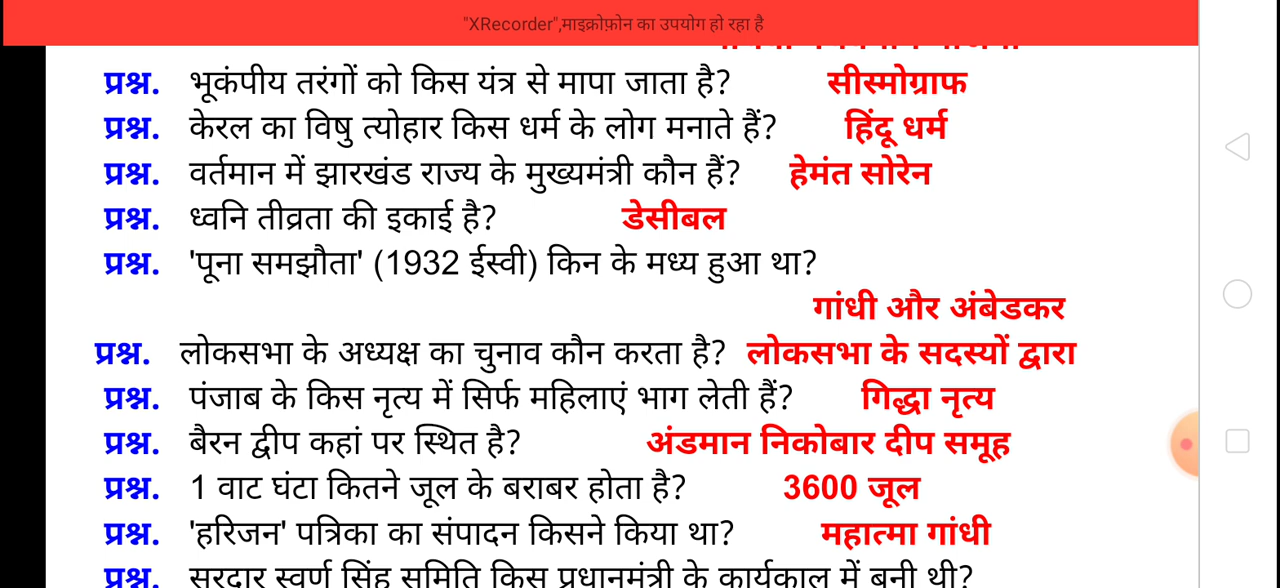 "XRecorder",माइक्रोफ़ोन का उपयोग हो रहा है
प्रश्न. भूकंपीय तरंगों को किस यंत्र से मापा जाता है? सीस्मोग्राफ
प्रश्न. केरल का विषु त्योहार किस धर्म के लोग मनाते हैं? हिंदू धर्म
प्रश्न. वर्तमान में झारखंड राज्य के मुख्यमंत्री कौन हैं? हेमंत सोरेन
प्रश्न. ध्वनि तीव्रता की इकाई है? डेसीबल
प्रश्न. 'पूना समझौता' (1932 ईस्वी) किन के मध्य हुआ था?
गांधी और अंबेडकर
प्रश्न. लोकसभा के अध्यक्ष का चुनाव कौन करता है? लोकसभा के सदस्यों द्वारा
प्रश्न. पंजाब के किस नृत्य में सिर्फ महिलाएं भाग लेती हैं? गिद्धा नृत्य
प्रश्न. बैरन द्वीप कहां पर स्थित है? अंडमान निकोबार दीप समूह
प्रश्न. 1 वाट घंटा कितने जूल के बराबर होता है? 3600 जूल
प्रश्न. 'हरिजन' पत्रिका का संपादन किसने किया था? महात्मा गांधी
प्रश्न. सरदार स्वर्ण सिंह समिति किस प्रधानमंत्री के कार्यकाल में बनी थी?